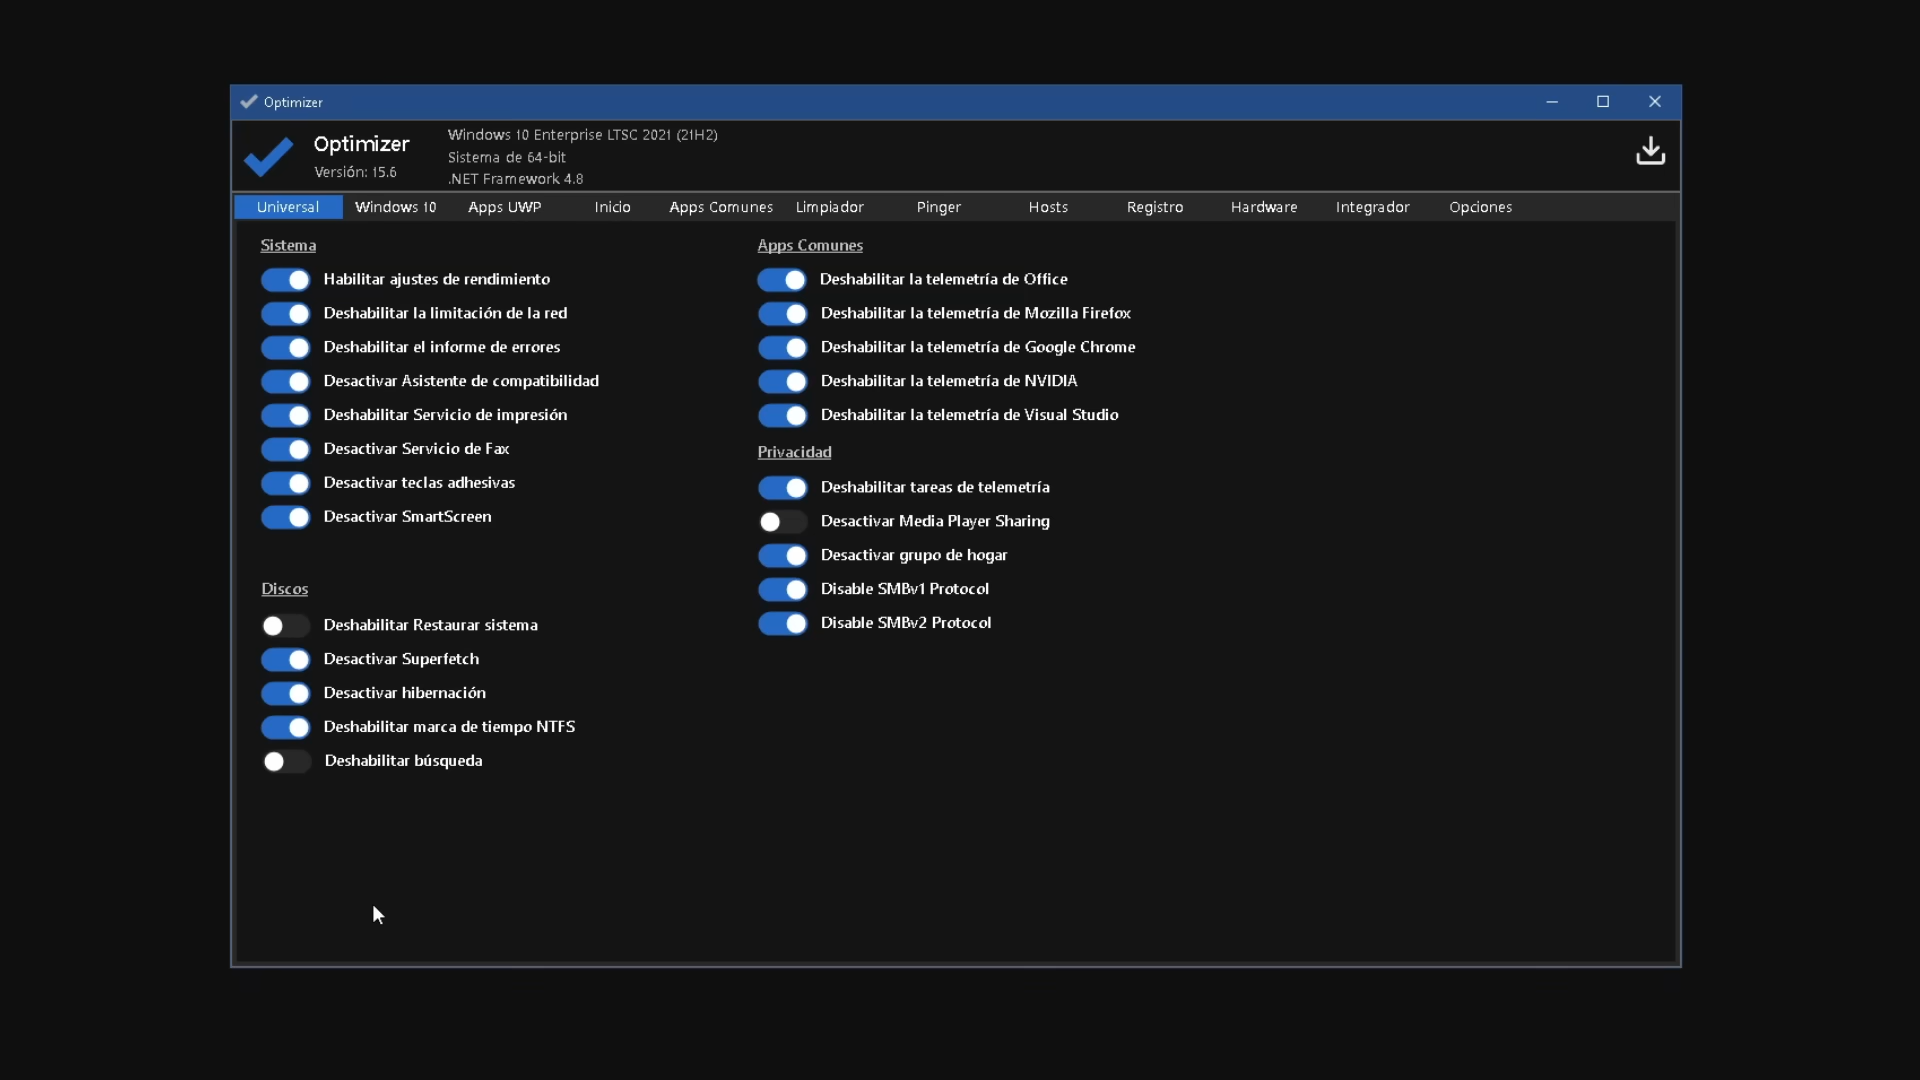 Optimizer
Optimizer
Versión: 15.6
Windows 10 Enterprise LTSC 2021 (21H2)
Sistema de 64-bit
.NET Framework 4.8
Universal Windows 10 Apps UWP Inicio Apps Comunes Limpiador Pinger Hosts Registro Hardware Integrador Opciones
Sistema
Habilitar ajustes de rendimiento
Deshabilitar la limitación de la red
Deshabilitar el informe de errores
Desactivar Asistente de compatibilidad
Deshabilitar Servicio de impresión
Desactivar Servicio de Fax
Desactivar teclas adhesivas
Desactivar SmartScreen
Discos
Deshabilitar Restaurar sistema
Desactivar Superfetch
Desactivar hibernación
Deshabilitar marca de tiempo NTFS
Deshabilitar búsqueda
Apps Comunes
Deshabilitar la telemetría de Office
Deshabilitar la telemetría de Mozilla Firefox
Deshabilitar la telemetría de Google Chrome
Deshabilitar la telemetría de NVIDIA
Deshabilitar la telemetría de Visual Studio
Privacidad
Deshabilitar tareas de telemetría
Desactivar Media Player Sharing
Desactivar grupo de hogar
Disable SMBv1 Protocol
Disable SMBv2 Protocol